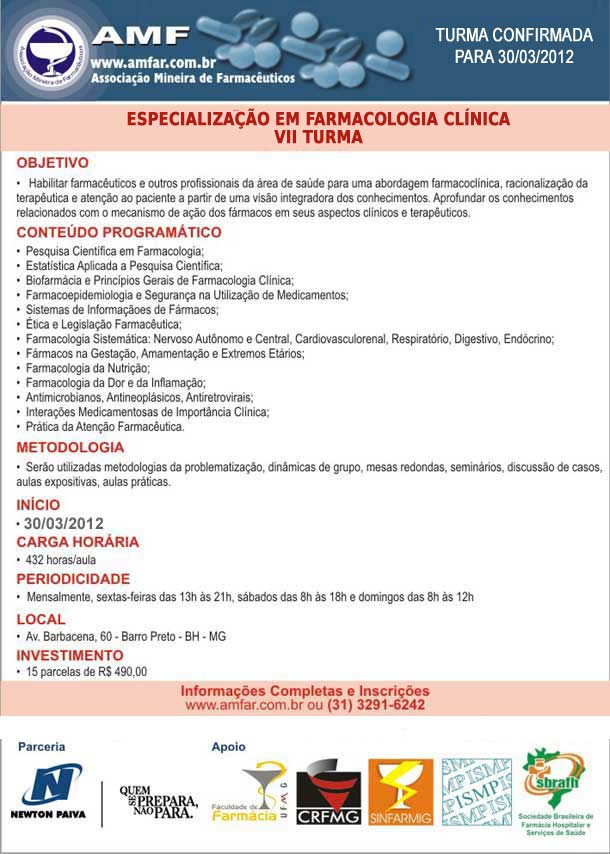 AMF
www.amfar.com.br
Associação Mineira de Farmacêuticos
Associação Mineira de Farmacêuticos
TURMA CONFIRMADA
PARA 30/03/2012
ESPECIALIZAÇÃO EM FARMACOLOGIA CLÍNICA
VII TURMA
OBJETIVO
• Habilitar farmacêuticos e outros profissionais da área de saúde para uma abordagem farmacoclínica, racionalização da
terapêutica e atenção ao paciente a partir de uma visão integradora dos conhecimentos. Aprofundar os conhecimentos
relacionados com o mecanismo de ação dos fármacos em seus aspectos clínicos e terapêuticos.
CONTEÚDO PROGRAMÁTICO
• Pesquisa Científica em Farmacologia;
• Estatística Aplicada a Pesquisa Científica;
• Biofarmácia e Princípios Gerais de Farmacologia Clínica;
• Farmacoepidemiologia e Segurança na Utilização de Medicamentos;
• Sistemas de Informaçãoes de Fármacos;
• Ética e Legislação Farmacêutica;
• Farmacologia Sistemática: Nervoso Autônomo e Central, Cardiovasculorenal, Respiratório, Digestivo, Endócrino;
• Fármacos na Gestação, Amamentação e Extremos Etários;
• Farmacologia da Nutrição;
• Farmacologia da Dor e da Inflamação;
• Antimicrobianos, Antineoplásicos, Antiretrovirais;
• Interações Medicamentosas de Importância Clínica;
• Prática da Atenção Farmacêutica.
METODOLOGIA
• Serão utilizadas metodologias da problematização, dinâmicas de grupo, mesas redondas, seminários, discussão de casos,
aulas expositivas, aulas práticas.
INÍCIO
• 30/03/2012
CARGA HORÁRIA
• 432 horas/aula
PERIODICIDADE
• Mensalmente, sextas-feiras das 13h às 21h, sábados das 8h às 18h e domingos das 8h às 12h
LOCAL
• Av. Barbacena, 60 - Barro Preto - BH - MG
INVESTIMENTO
• 15 parcelas de R$ 490,00
Informações Completas e Inscrições
www.amfar.com.br ou (31) 3291-6242
Parceria
Apoio
NEWTON PAIVA
QUEM
SE PREPARA,
NÃO PARA.
Faculdade de
Farmácia
UFMG
CRFMG
SINFARMIG
ISMP
sbrafh
Sociedade Brasileira de
Farmácia Hospitalar e
Serviços de Saúde